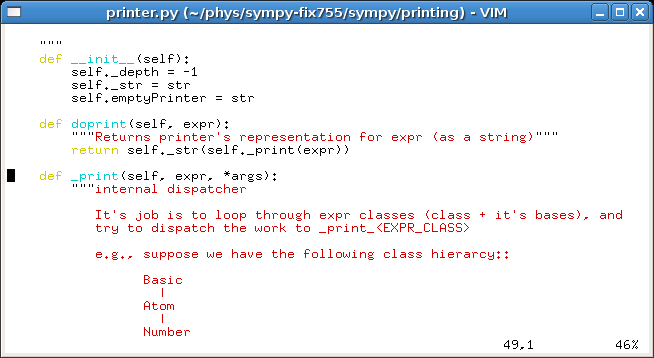 printer.py (~/phys/sympy-fix755/sympy/printing) - VIM
"""
def __init__(self):
self._depth = -1
self._str = str
self.emptyPrinter = str
def doprint(self, expr):
"""Returns printer's representation for expr (as a string)"""
return self._str(self._print(expr))
def _print(self, expr, *args):
"""internal dispatcher
It's job is to loop through expr classes (class + it's bases), and
try to dispatch the work to _print_<EXPR_CLASS>
e.g., suppose we have the following class hierarcy::
Basic
|
Atom
|
Number
49,1 46%